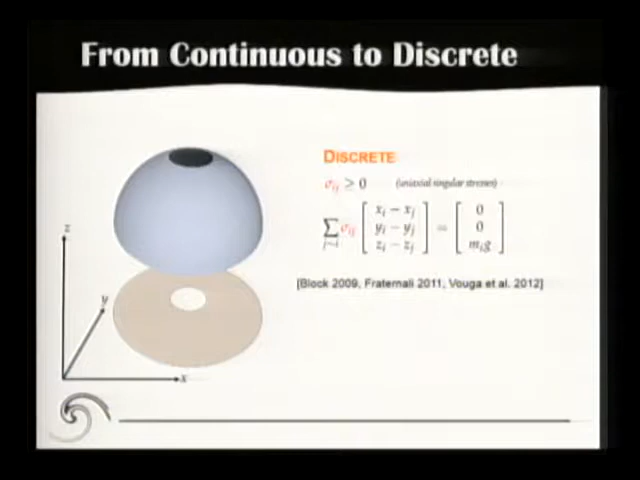 From Continuous to Discrete
DISCRETE
σij ≥ 0 (uniaxial singular stresses)
∑j~i σij [ xi − xj yi − yj zi − zj ] = [ 0 0 mig ]
[Block 2009, Fraternali 2011, Vouga et al. 2012]
z
y
x